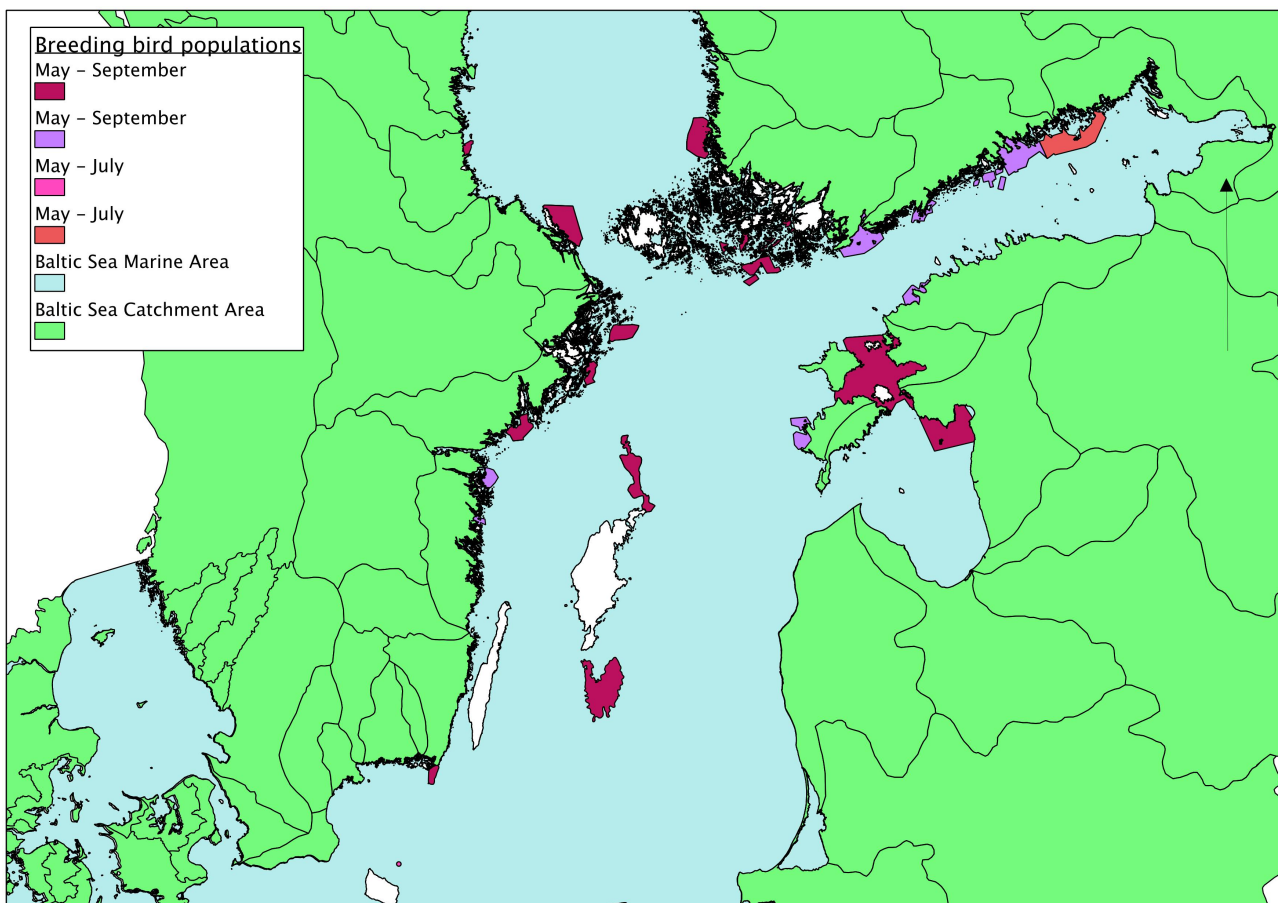 Breeding bird populations
May – September
May – September
May – July
May – July
Baltic Sea Marine Area
Baltic Sea Catchment Area